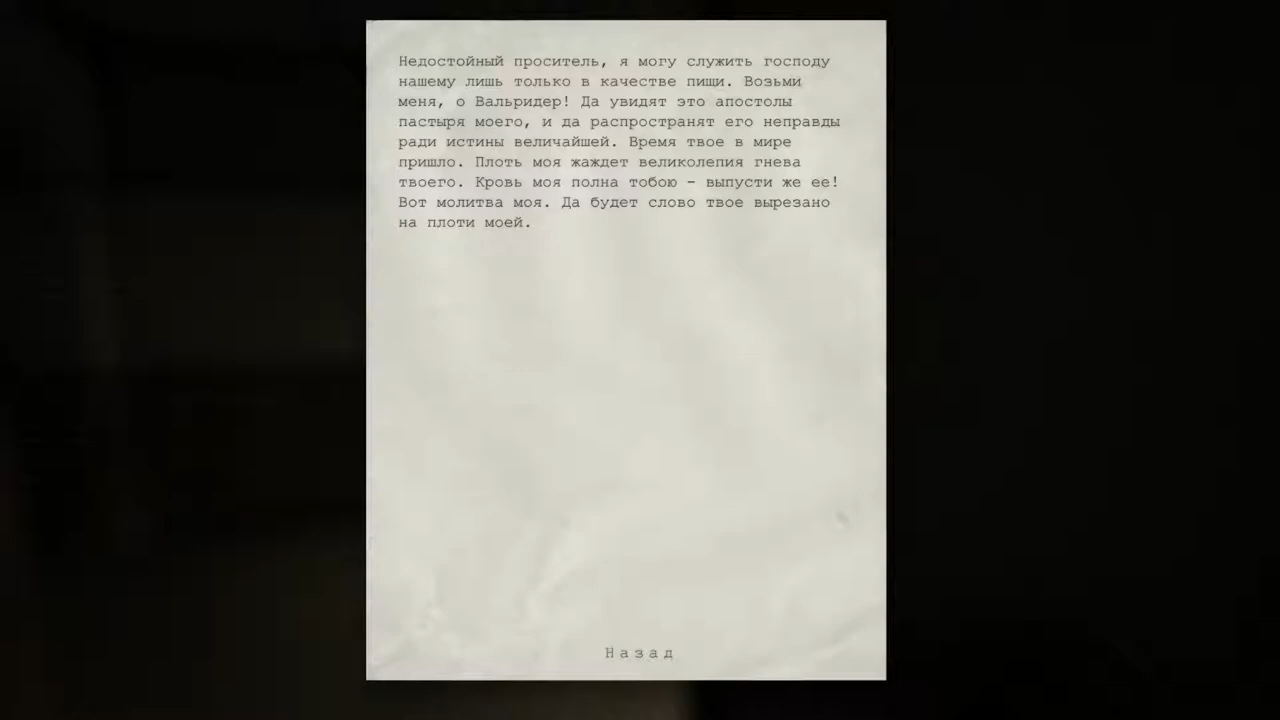 Недостойный проситель, я могу служить господу
нашему лишь только в качестве пищи. Возьми
меня, о Вальридер! Да увидят это апостолы
пастыря моего, и да распространят его неправды
ради истины величайшей. Время твое в мире
пришло. Плоть моя жаждет великолепия гнева
твоего. Кровь моя полна тобою - выпусти же ее!
Вот молитва моя. Да будет слово твое вырезано
на плоти моей.
Назад